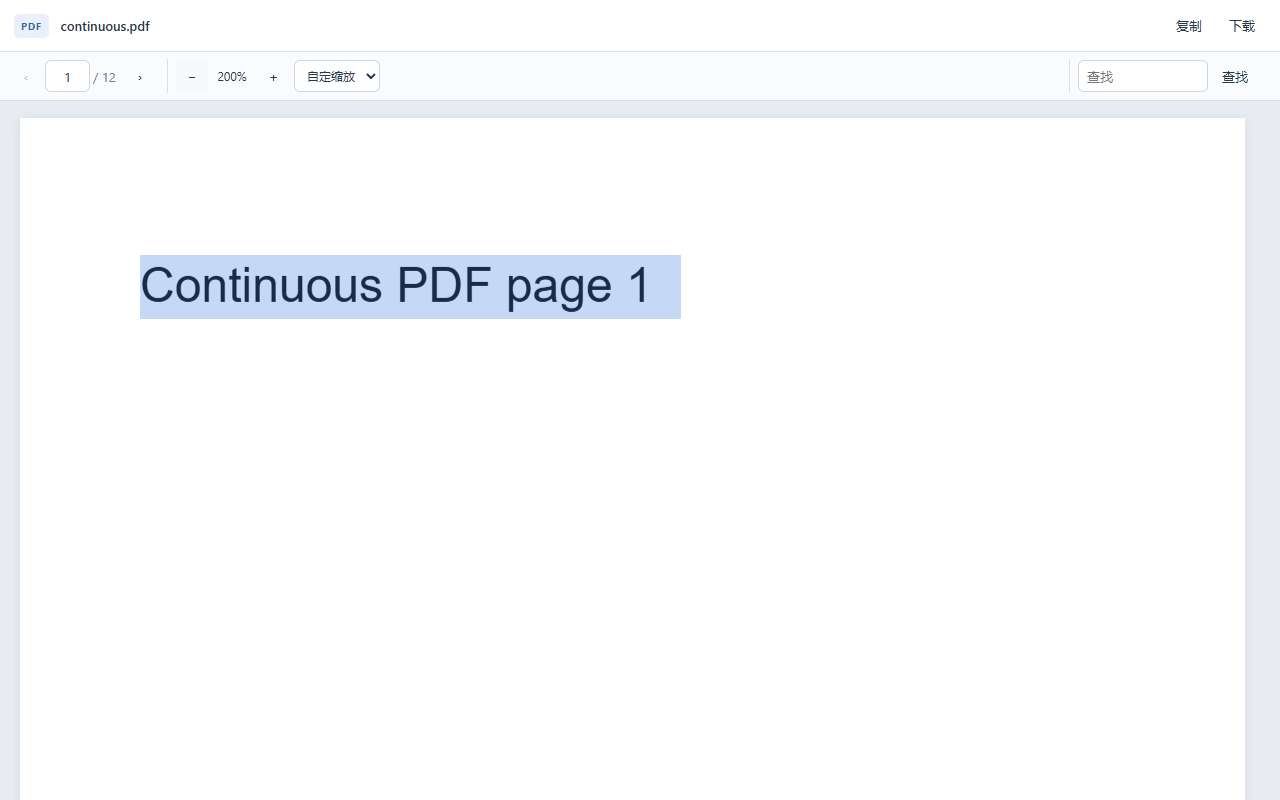 PDF continuous.pdf 复制 下载
‹ 1 / 12 › − 200% + 自定缩放 查找 查找
Continuous PDF page 1